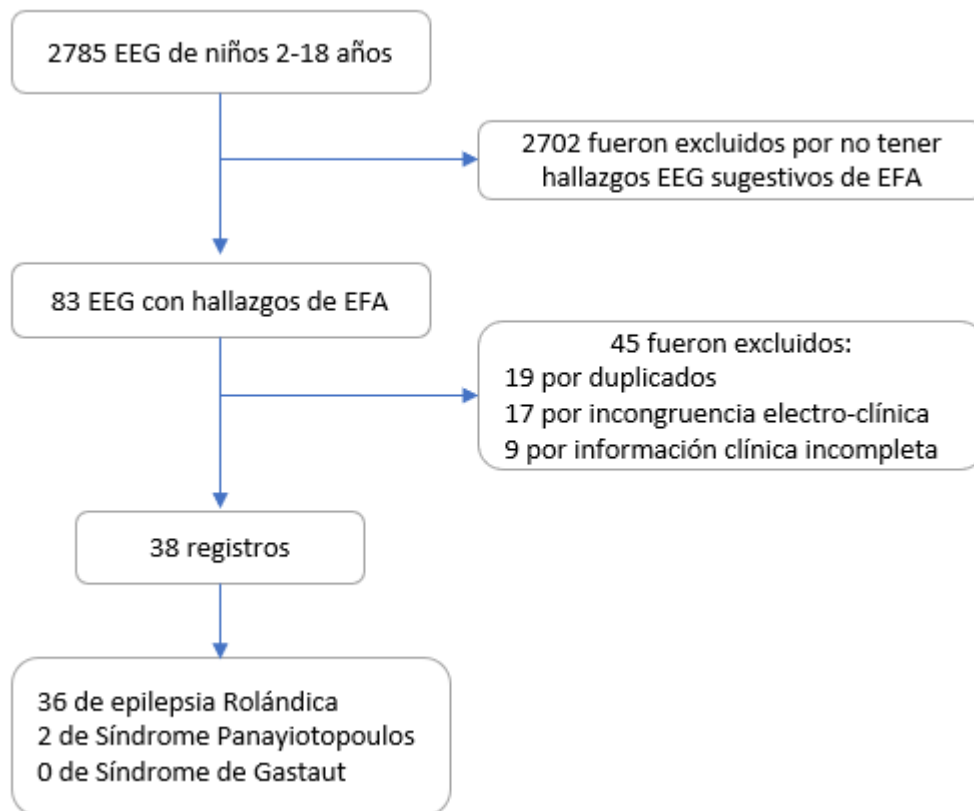 2785 EEG de niños 2-18 años
2702 fueron excluidos por no tener
hallazgos EEG sugestivos de EFA
83 EEG con hallazgos de EFA
45 fueron excluidos:
19 por duplicados
17 por incongruencia electro-clínica
9 por información clínica incompleta
38 registros
36 de epilepsia Rolándica
2 de Síndrome Panayiotopoulos
0 de Síndrome de Gastaut